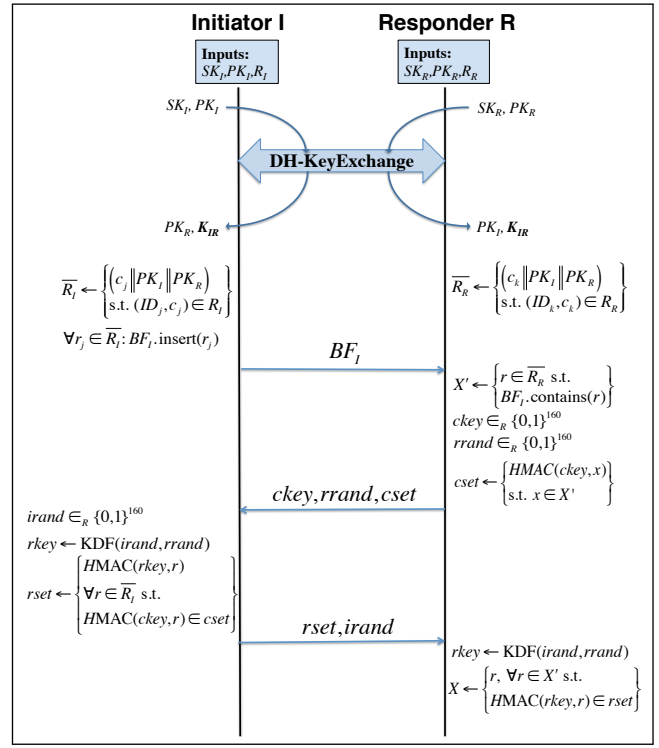 Initiator I
Responder R
Inputs:
SK_I,PK_I,R_I
Inputs:
SK_R,PK_R,R_R
SK_I, PK_I
SK_R, PK_R
DH-KeyExchange
PK_R, K_IR
PK_I, K_IR
R̅_I ← { (c_j ‖PK_I ‖PK_R)
s.t. (ID_j,c_j) ∈ R_I }
∀r_j ∈ R̅_I: BF_I.insert(r_j)
R̅_R ← { (c_k ‖PK_I ‖PK_R)
s.t. (ID_k,c_k) ∈ R_R }
BF_I
X′ ← { r ∈ R̅_R s.t.
BF_I.contains(r) }
ckey ∈_R {0,1}^160
rrand ∈_R {0,1}^160
cset ← { HMAC(ckey,x)
s.t. x ∈ X′ }
ckey,rrand,cset
irand ∈_R {0,1}^160
rkey ← KDF(irand,rrand)
rset ← { HMAC(rkey,r)
∀r ∈ R̅_I s.t.
HMAC(ckey,r) ∈ cset }
rset,irand
rkey ← KDF(irand,rrand)
X ← { r, ∀r ∈ X′ s.t.
HMAC(rkey,r) ∈ rset }